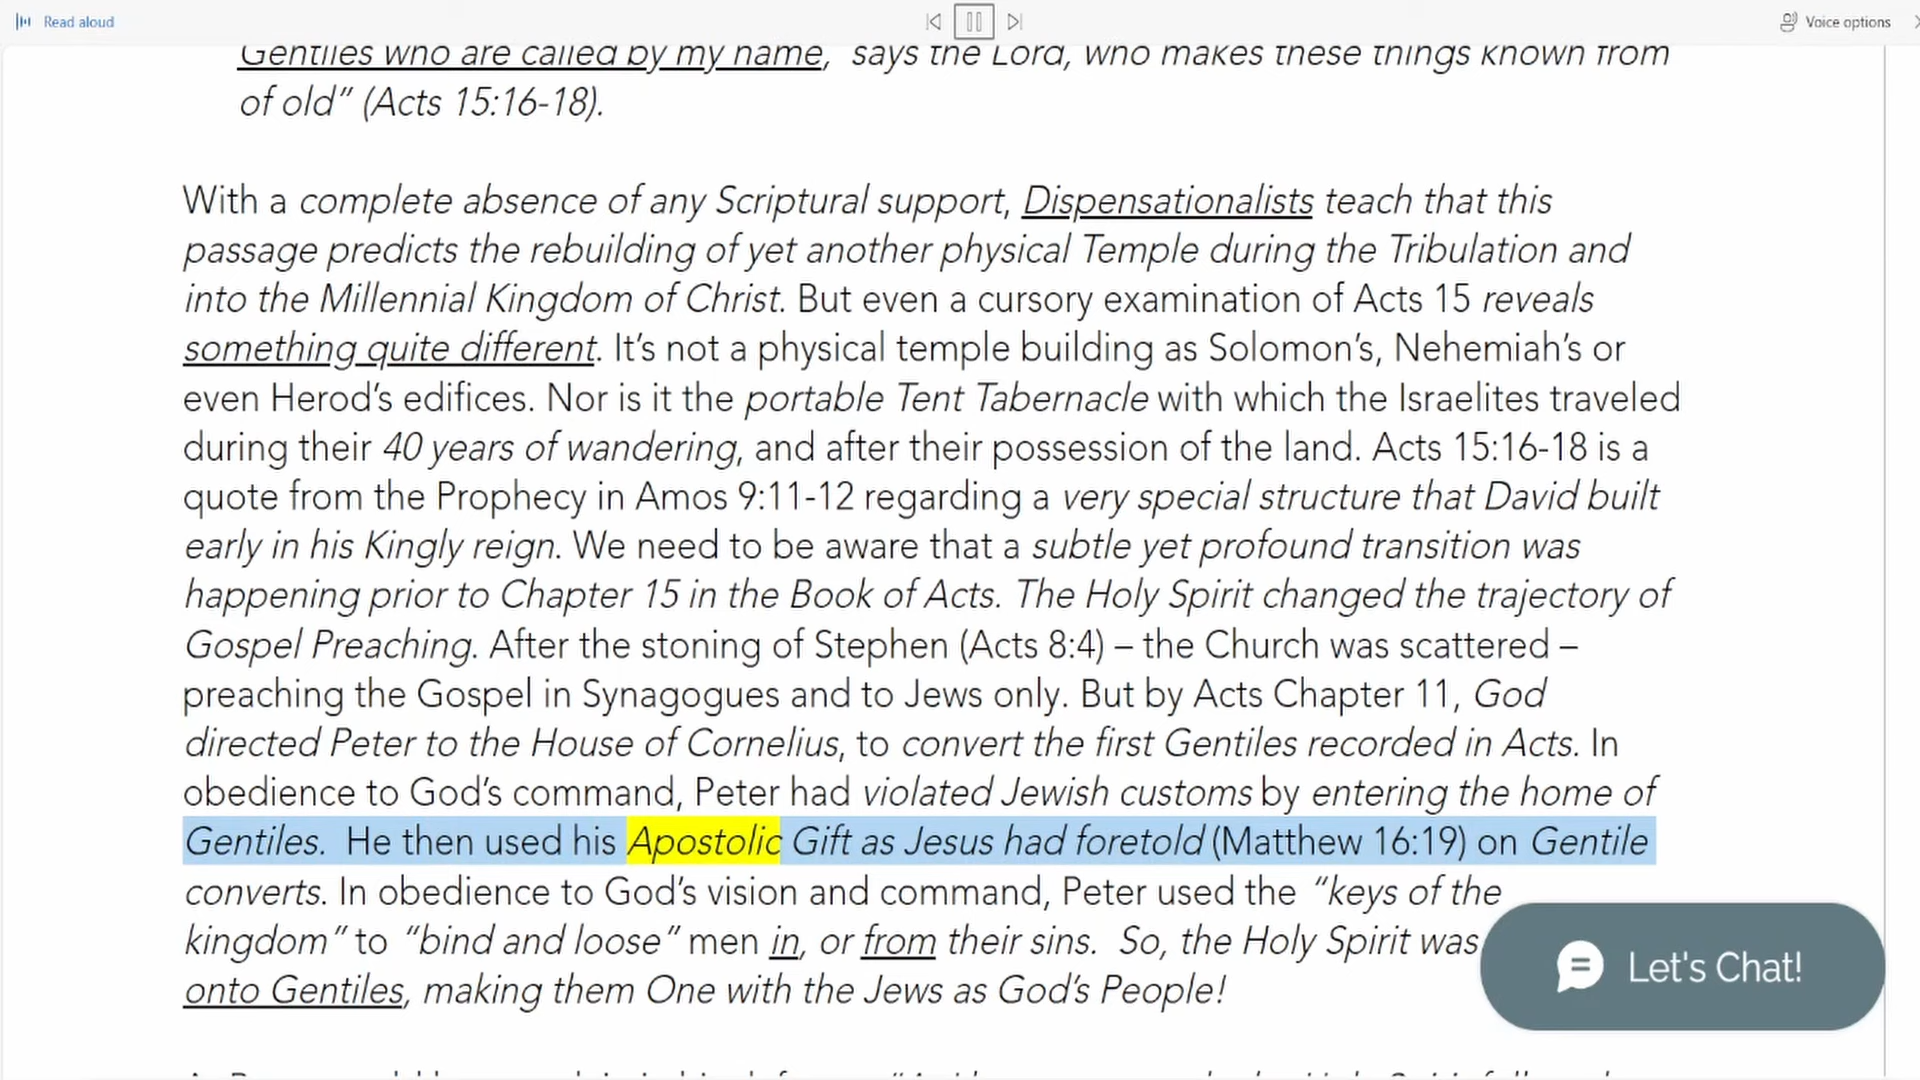 Read aloud
Voice options
Gentiles who are called by my name, says the Lord, who makes these things known from
of old” (Acts 15:16-18).
With a complete absence of any Scriptural support, Dispensationalists teach that this
passage predicts the rebuilding of yet another physical Temple during the Tribulation and
into the Millennial Kingdom of Christ. But even a cursory examination of Acts 15 reveals
something quite different. It’s not a physical temple building as Solomon’s, Nehemiah’s or
even Herod’s edifices. Nor is it the portable Tent Tabernacle with which the Israelites traveled
during their 40 years of wandering, and after their possession of the land. Acts 15:16-18 is a
quote from the Prophecy in Amos 9:11-12 regarding a very special structure that David built
early in his Kingly reign. We need to be aware that a subtle yet profound transition was
happening prior to Chapter 15 in the Book of Acts. The Holy Spirit changed the trajectory of
Gospel Preaching. After the stoning of Stephen (Acts 8:4) – the Church was scattered –
preaching the Gospel in Synagogues and to Jews only. But by Acts Chapter 11, God
directed Peter to the House of Cornelius, to convert the first Gentiles recorded in Acts. In
obedience to God’s command, Peter had violated Jewish customs by entering the home of
Gentiles. He then used his Apostolic Gift as Jesus had foretold (Matthew 16:19) on Gentile
converts. In obedience to God’s vision and command, Peter used the “keys of the
kingdom” to “bind and loose” men in, or from their sins. So, the Holy Spirit was
onto Gentiles, making them One with the Jews as God’s People!
Let's Chat!